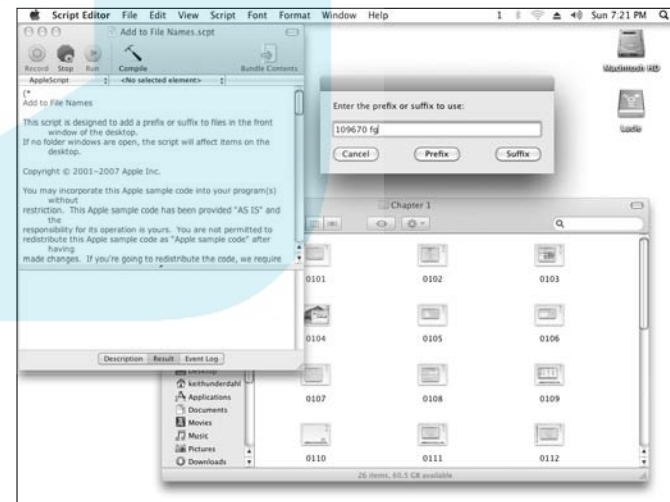 Script Editor File Edit View Script Font Format Window Help 1 Sun 7:21 PM
Add to File Names.scpt
Record Stop Run Compile Bundle Contents
AppleScript <No selected element>
(*
Add to File Names
This script is designed to add a prefix or suffix to files in the front
window of the desktop.
If no folder windows are open, the script will affect items on the
desktop.
Copyright © 2001–2007 Apple Inc.
You may incorporate this Apple sample code into your program(s)
without
restriction. This Apple sample code has been provided "AS IS" and
the
responsibility for its operation is yours. You are not permitted to
redistribute this Apple sample code as "Apple sample code" after
having
made changes. If you're going to redistribute the code, we require
Description Result Event Log
Macintosh HD
Enter the prefix or suffix to use:
109670 fg
Cancel Prefix Suffix
Chapter 1
0101 0102 0103
0104 0105 0106
0107 0108 0109
0110 0111 0112
Desktop
keithunderdahl
Applications
Documents
Movies
Music
Pictures
Downloads
26 items, 60.5 GB available